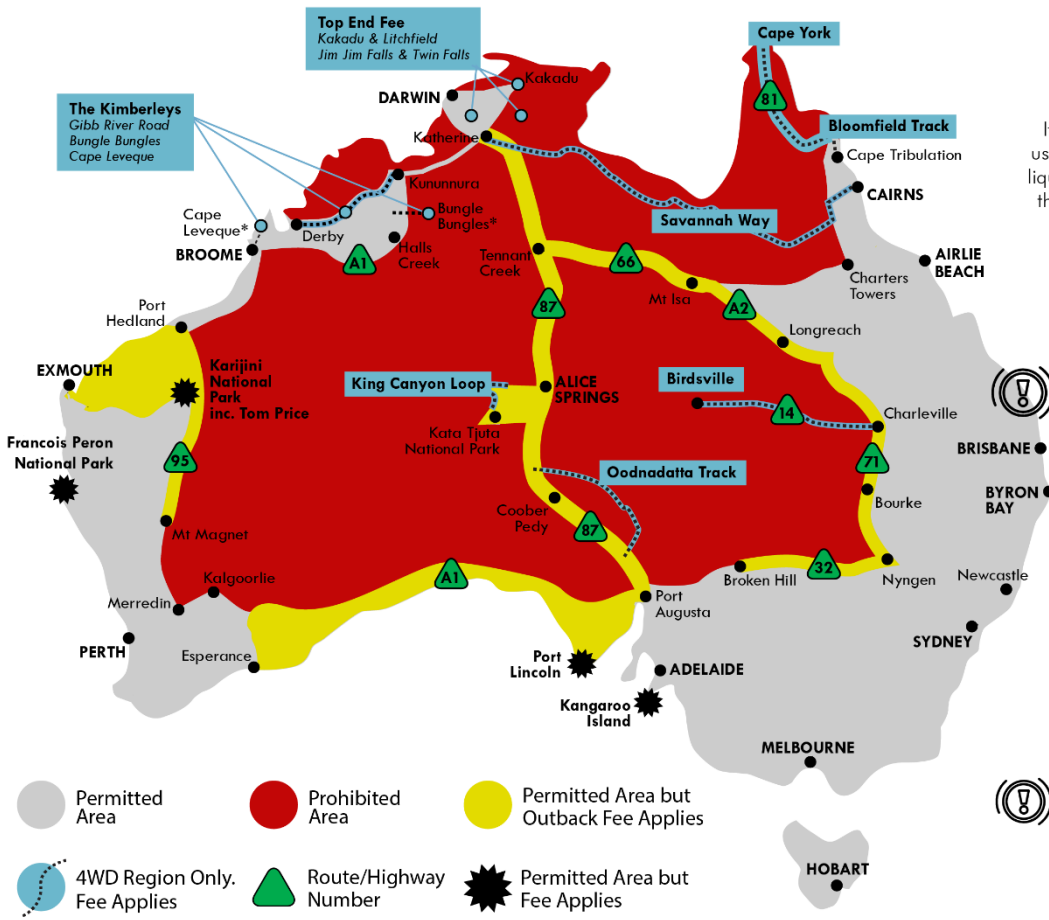 Top End Fee
Kakadu & Litchfield
Jim Jim Falls & Twin Falls
Cape York
The Kimberleys
Gibb River Road
Bungle Bungles
Cape Leveque
Kakadu
DARWIN
81
Bloomfield Track
Katherine
Cape Tribulation
us
liqu
th
Kununnura
CAIRNS
Cape
Leveque*
Bungle
Bungles*
Savannah Way
Derby
BROOME
Halls
Creek
A1
Tennant
Creek
66
AIRLIE
BEACH
Charters
Towers
Mt Isa
87
A2
Port
Hedland
Longreach
EXMOUTH
Karijini
National
Park
inc. Tom Price
King Canyon Loop
ALICE
SPRINGS
Birdsville
14
Charleville
Kata Tjuta
National Park
Francois Peron
National Park
BRISBANE
95
Oodnadatta Track
71
BYRON
BAY
Bourke
Coober
Pedy
87
Mt Magnet
A1
32
Broken Hill
Nyngen
Kalgoorlie
Newcastle
Merredin
Port
Augusta
PERTH
SYDNEY
Esperance
Port
Lincoln
ADELAIDE
Kangaroo
Island
MELBOURNE
Permitted
Area
Prohibited
Area
Permitted Area but
Outback Fee Applies
HOBART
4WD Region Only.
Fee Applies
Route/Highway
Number
Permitted Area but
Fee Applies